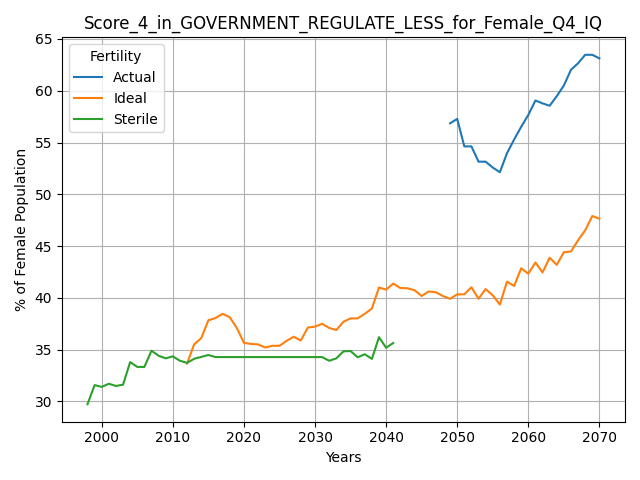 Score_4_in_GOVERNMENT_REGULATE_LESS_for_Female_Q4_IQ
Fertility
Actual
Ideal
Sterile
% of Female Population
65
60
55
50
45
40
35
30
2000 2010 2020 2030 2040 2050 2060 2070
Years